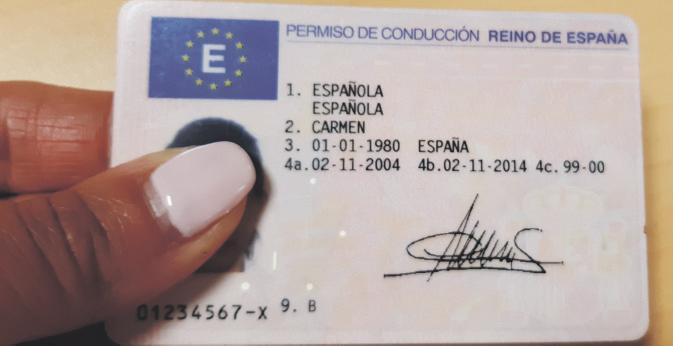 E
PERMISO DE CONDUCCIÓN REINO DE ESPAÑA
1. ESPAÑOLA
ESPAÑOLA
2. CARMEN
3. 01-01-1980 ESPAÑA
4a.02-11-2004 4b.02-11-2014 4c. 99-00
01234567-X 9. B